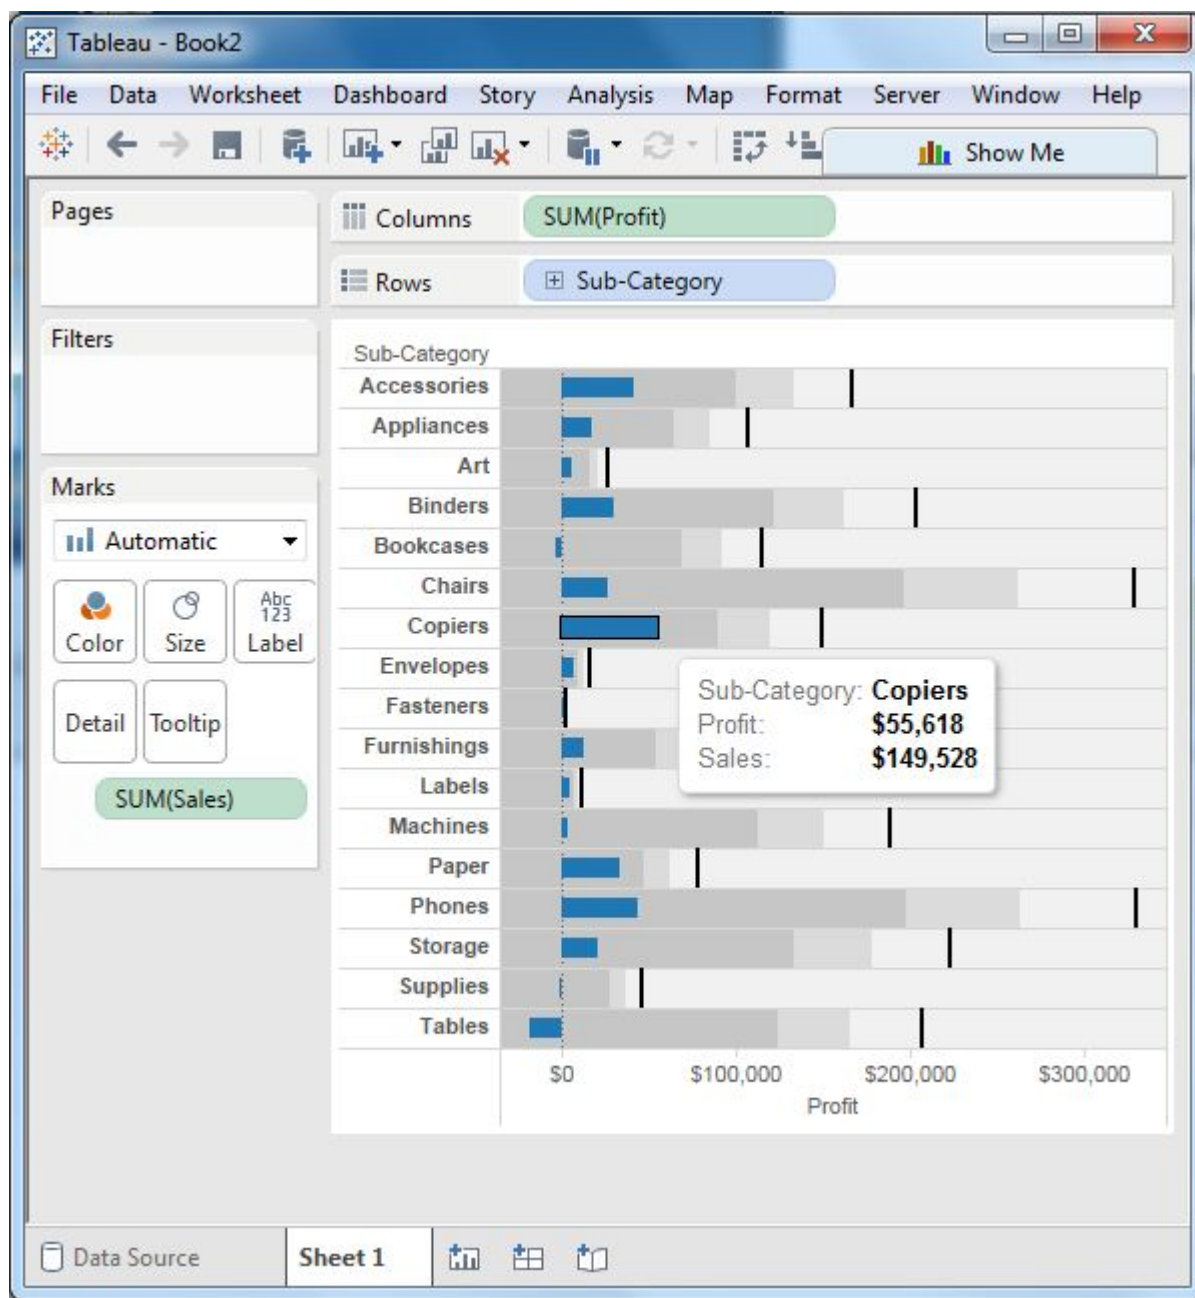 Tableau - Book2
File Data Worksheet Dashboard Story Analysis Map Format Server Window Help
Show Me
Pages
Columns SUM(Profit)
Rows Sub-Category
Filters
Sub-Category
Accessories
Appliances
Art
Marks
Binders
Automatic
Bookcases
Chairs
Abc
123
Color Size Label
Copiers
Envelopes
Sub-Category: Copiers
Fasteners
Detail Tooltip
Profit: $55,618
Furnishings
Sales: $149,528
Labels
SUM(Sales)
Machines
Paper
Phones
Storage
Supplies
Tables
$0 $100,000 $200,000 $300,000
Profit
Data Source Sheet 1